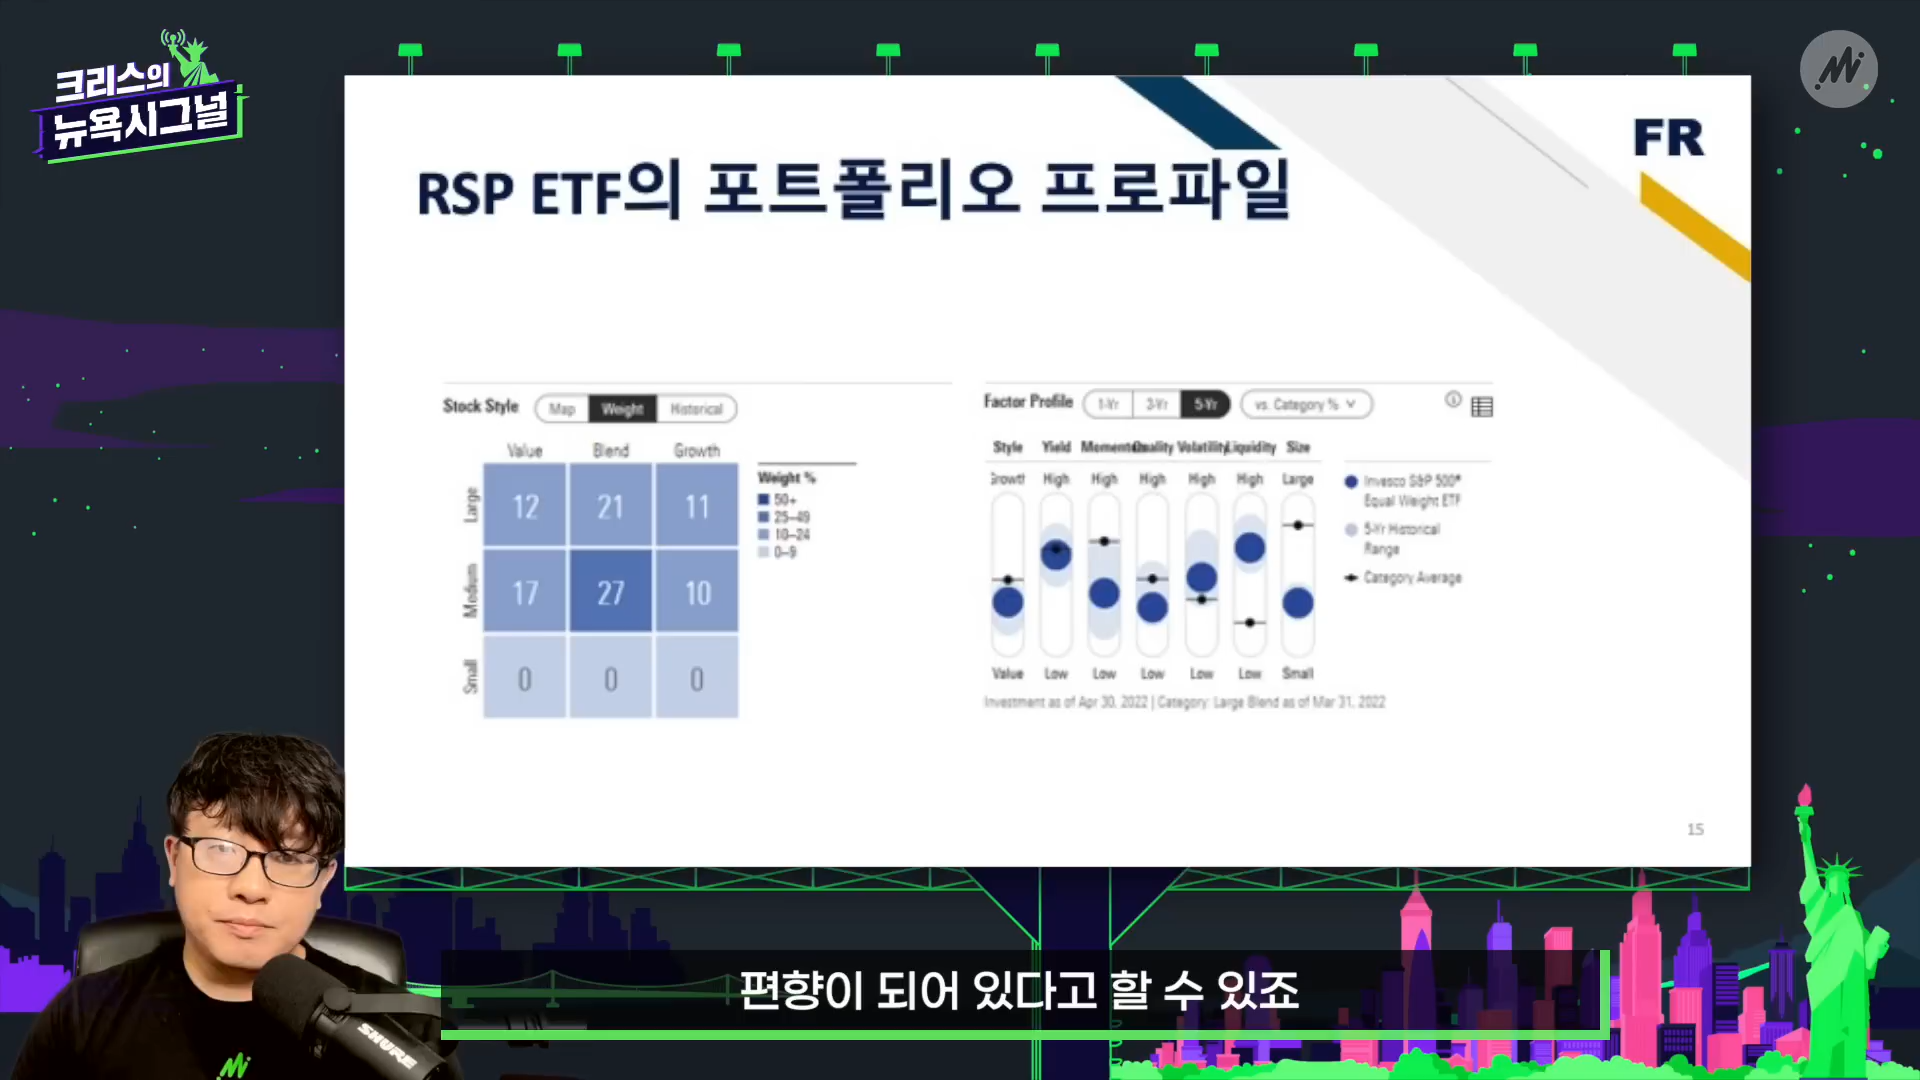 크리스의
뉴욕시그널
FR
RSP ETF의 포트폴리오 프로파일
Stock Style Map Weight Historical
Value Blend Growth
Large 12 21 11
Medium 17 27 10
Small 0 0 0
Weight %
50+
25–49
10–24
0–9
Factor Profile 1-Yr 3-Yr 5-Yr vs. Category %
Style Yield Momentum Quality Volatility Liquidity Size
Growth High High High High High Large
Value Low Low Low Low Low Small
Invesco S&P 500® Equal Weight ETF
5-Yr Historical Range
Category Average
Investment as of Apr 30, 2022 | Category: Large Blend as of Mar 31, 2022
15
SHURE
편향이 되어 있다고 할 수 있죠